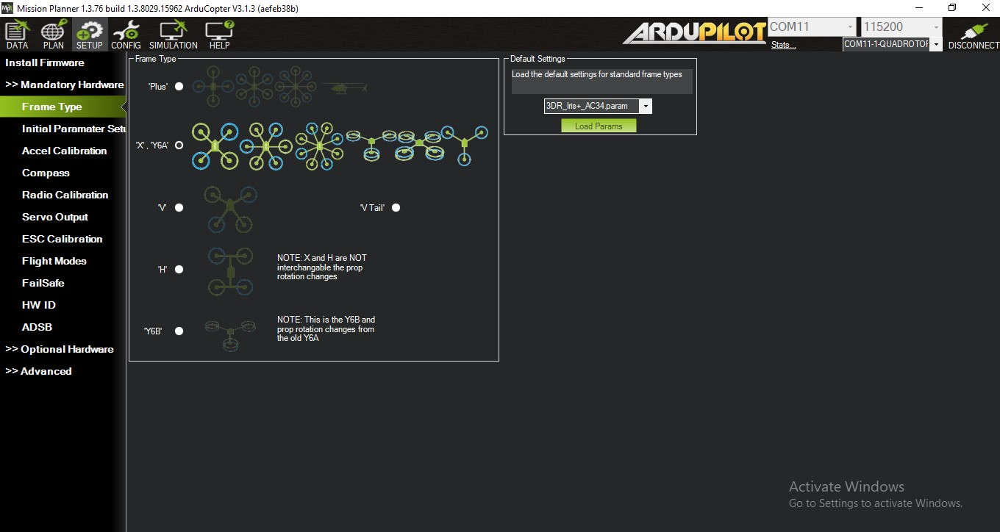 Mission Planner 1.3.76 build 1.3.8029.15962 ArduCopter V3.1.3 (aefeb38b)
DATA
PLAN
SETUP
CONFIG
SIMULATION
HELP
ARDUPILOT
COM11
115200
Stats...
COM11-1-QUADROTOF
DISCONNECT
Install Firmware
>> Mandatory Hardware
Frame Type
Initial Paramater Setu
Accel Calibration
Compass
Radio Calibration
Servo Output
ESC Calibration
Flight Modes
FailSafe
HW ID
ADSB
>> Optional Hardware
>> Advanced
Frame Type
'Plus'
'X', 'Y6A'
'V'
'V Tail'
'H'
NOTE: X and H are NOT
interchangable the prop
rotation changes
'Y6B'
NOTE: This is the Y6B and
prop rotation changes from
the old Y6A
Default Settings
Load the default settings for standard frame types
3DR_Iris+_AC34.param
Load Params
Activate Windows
Go to Settings to activate Windows.